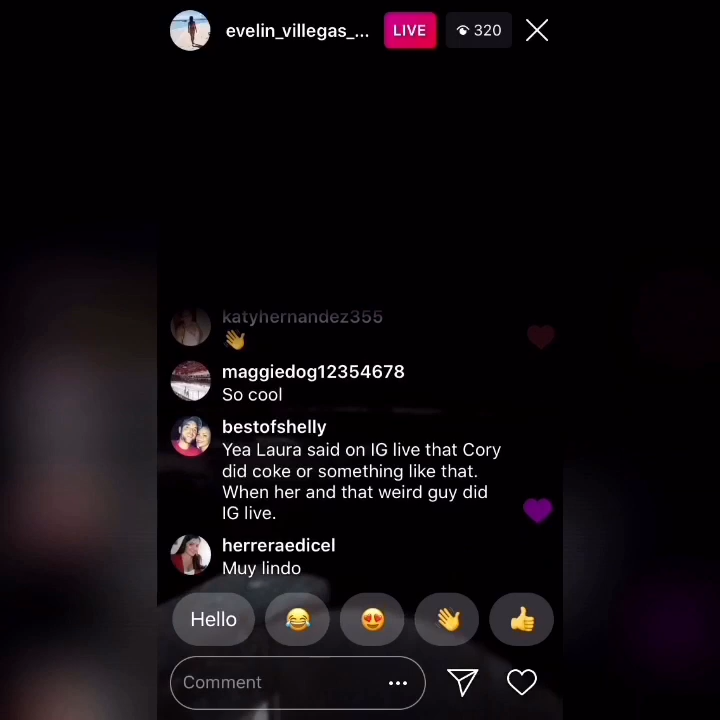 evelin_villegas_... LIVE 320
katyhernandez355
👋
maggiedog12354678
So cool
bestofshelly
Yea Laura said on IG live that Cory
did coke or something like that.
When her and that weird guy did
IG live.
herreraedicel
Muy lindo
Hello 😂 😍 👋 👍
Comment ...